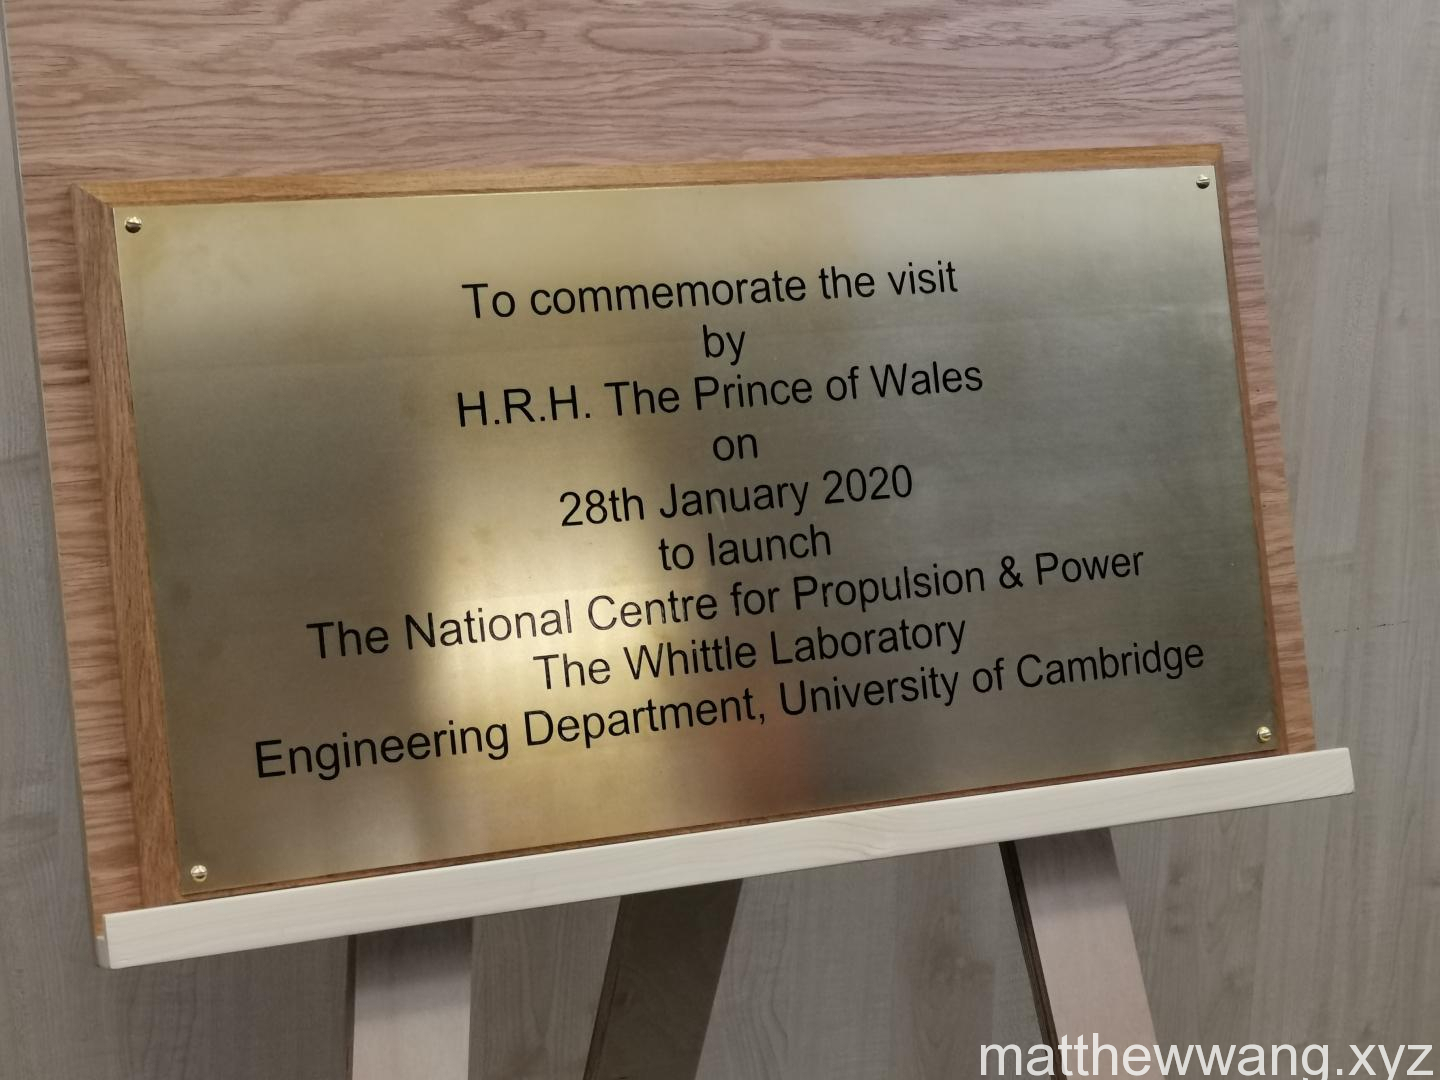 To commemorate the visit
by
H.R.H. The Prince of Wales
on
28th January 2020
to launch
The National Centre for Propulsion & Power
The Whittle Laboratory
Engineering Department, University of Cambridge
matthewwang.xyz